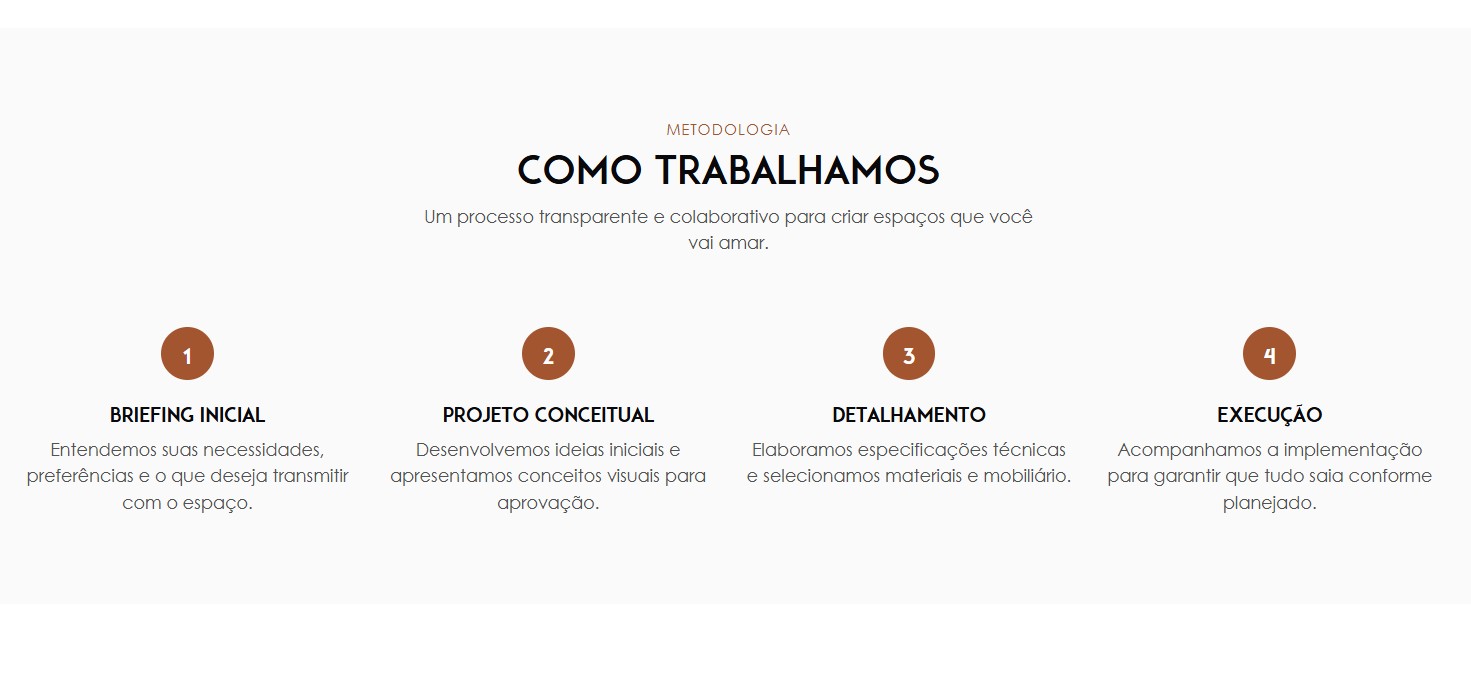 METODOLOGIA
COMO TRABALHAMOS
Um processo transparente e colaborativo para criar espaços que você
vai amar.
1
BRIEFING INICIAL
Entendemos suas necessidades,
preferências e o que deseja transmitir
com o espaço.
2
PROJETO CONCEITUAL
Desenvolvemos ideias iniciais e
apresentamos conceitos visuais para
aprovação.
3
DETALHAMENTO
Elaboramos especificações técnicas
e selecionamos materiais e mobiliário.
4
EXECUÇÃO
Acompanhamos a implementação
para garantir que tudo saia conforme
planejado.